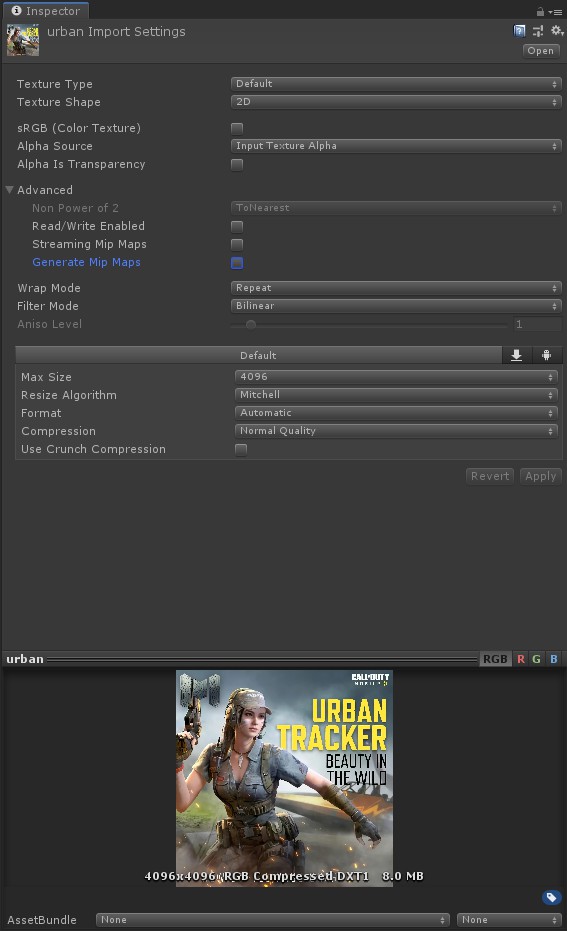 Inspector
urban Import Settings
Open
Texture Type Default
Texture Shape 2D
sRGB (Color Texture)
Alpha Source Input Texture Alpha
Alpha Is Transparency
Advanced
Non Power of 2 ToNearest
Read/Write Enabled
Streaming Mip Maps
Generate Mip Maps
Wrap Mode Repeat
Filter Mode Bilinear
Aniso Level 1
Default
Max Size 4096
Resize Algorithm Mitchell
Format Automatic
Compression Normal Quality
Use Crunch Compression
Revert Apply
urban RGB R G B
CALL OF DUTY
MOBILE
URBAN
TRACKER
BEAUTY IN
THE WILD
4096x4096 RGB Compressed DXT1 8.0 MB
AssetBundle None None